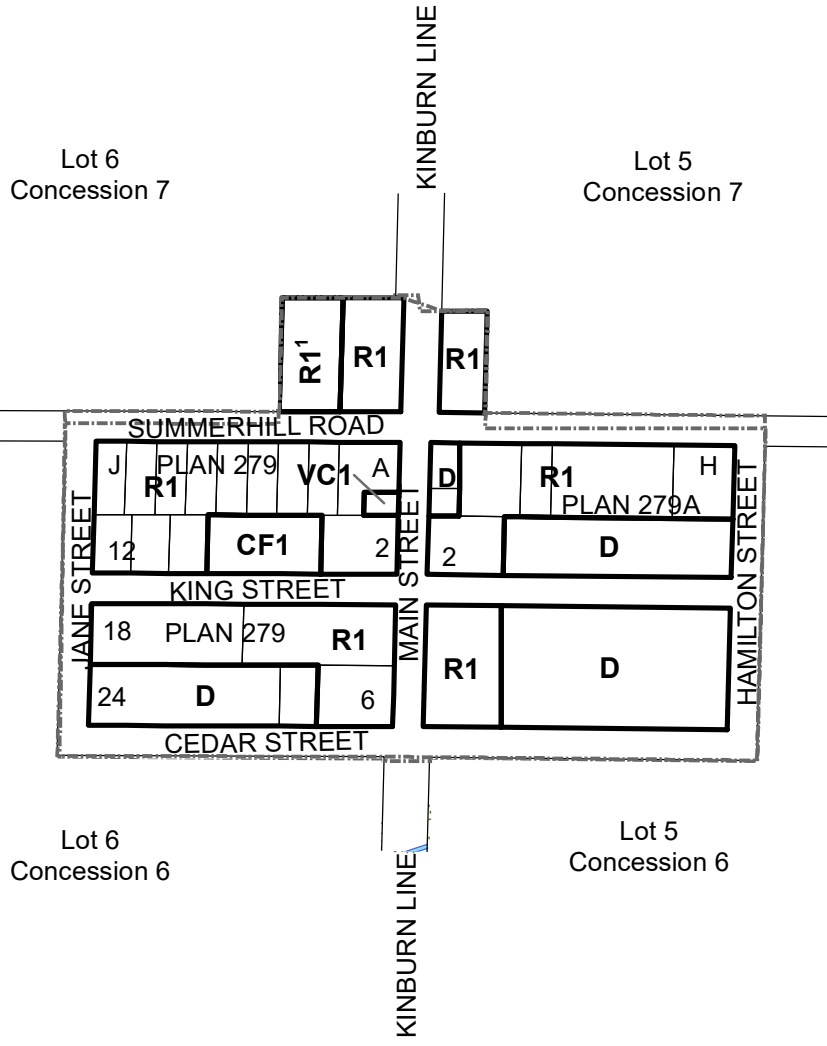 KINBURN LINE
Lot 6
Concession 7
Lot 5
Concession 7
R1¹
R1
R1
SUMMERHILL ROAD
J
PLAN 279
R1
VC1
A
D
R1
H
PLAN 279A
12
CF1
2
2
D
JANE STREET
MAIN STREET
HAMILTON STREET
KING STREET
18
PLAN 279
R1
R1
D
24
D
6
CEDAR STREET
Lot 6
Concession 6
Lot 5
Concession 6
KINBURN LINE